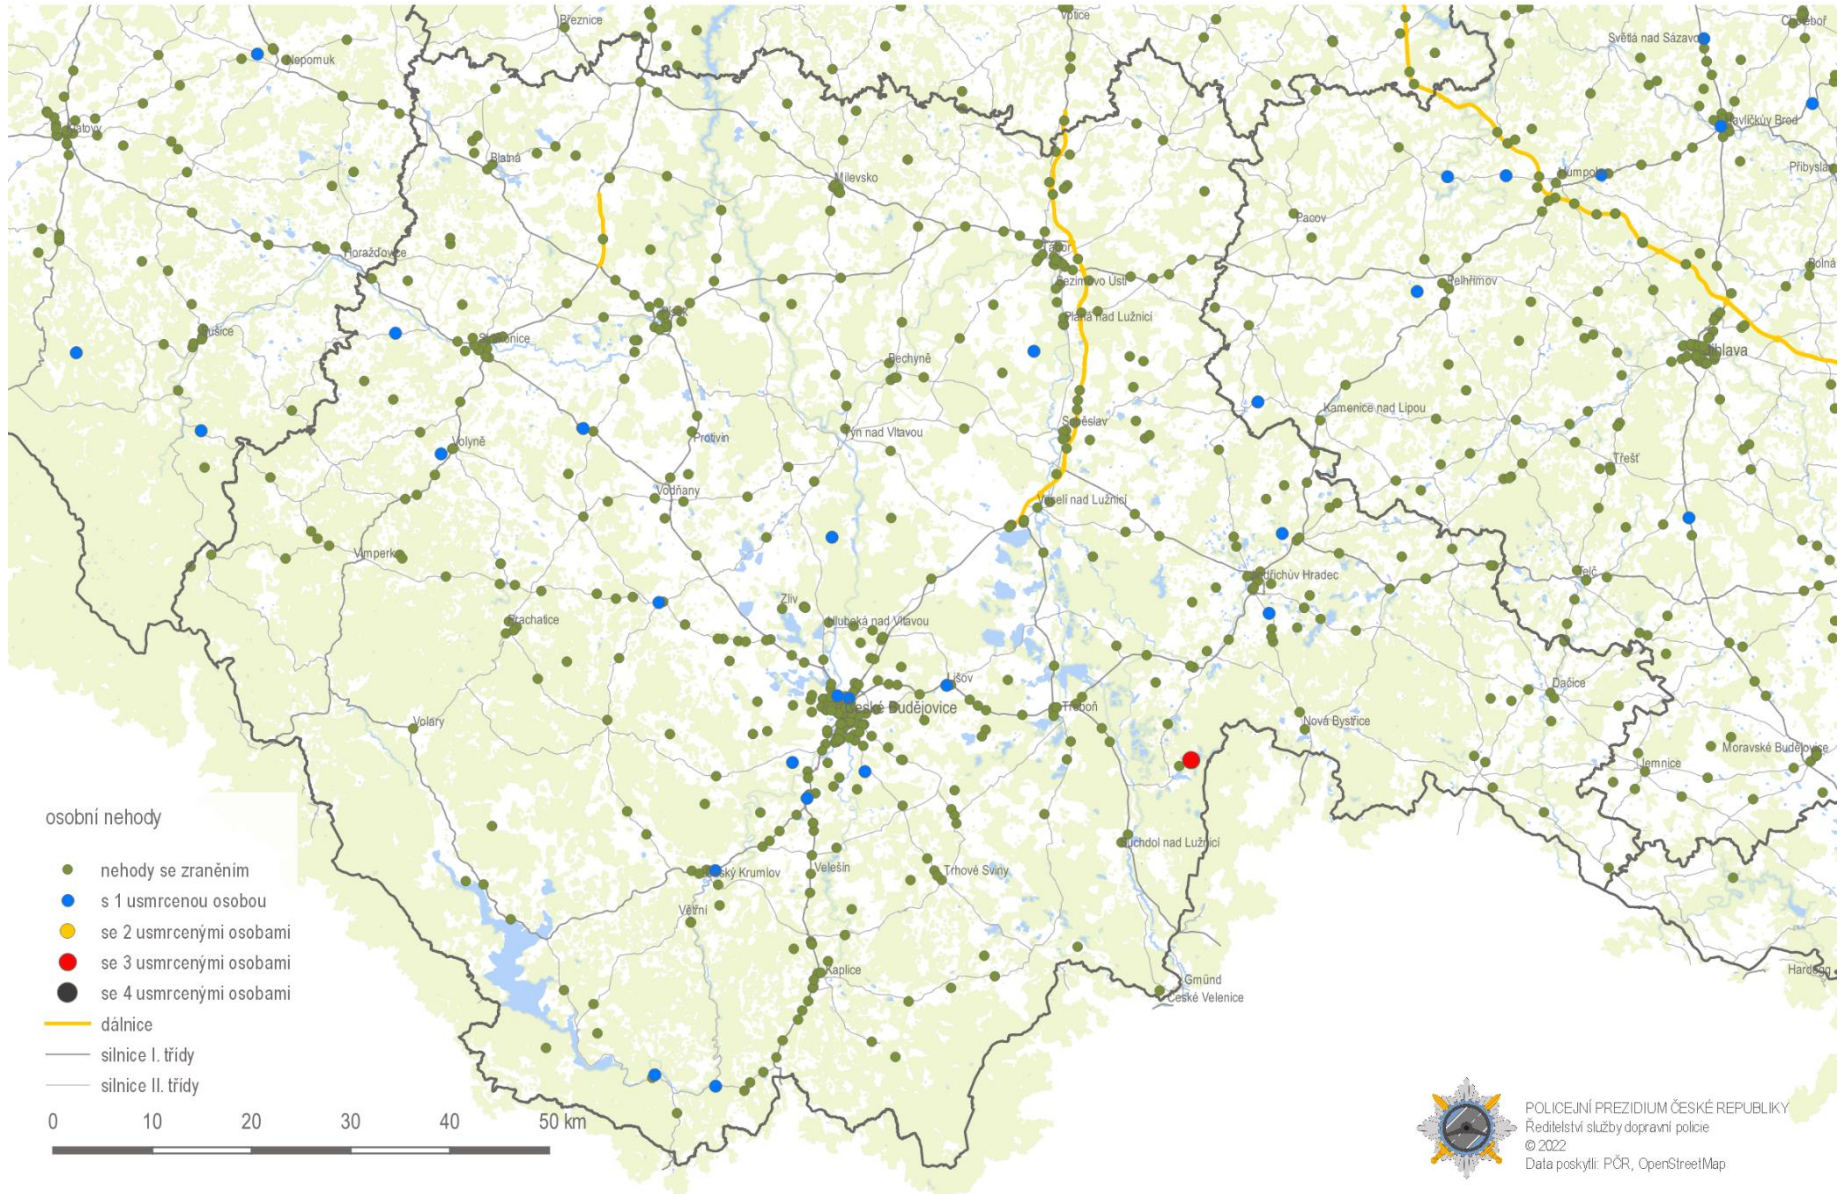 Březnice
Votice
Chotěboř
Světlá nad Sázavou
Nepomuk
Klatovy
Havlíčkův Brod
Blatná
Milevsko
Humpolec
Přibyslav
Pacov
Horažďovice
Tábor
Polná
Sezimovo Ústí
Pelhřimov
Písek
Planá nad Lužnicí
Sušice
Strakonice
Bechyně
Jihlava
Kamenice nad Lipou
Soběslav
Týn nad Vltavou
Protivín
Volyně
Třešť
Vodňany
Veselí nad Lužnicí
Vimperk
Jindřichův Hradec
Telč
Zliv
Prachatice
Hluboká nad Vltavou
Lišov
Dačice
České Budějovice
Třeboň
Volary
Nová Bystřice
Moravské Budějovice
Jemnice
Suchdol nad Lužnicí
Velešín
Český Krumlov
Trhové Sviny
Větřní
Kaplice
Hardegg
Gmünd
České Velenice
osobní nehody
nehody se zraněním
s 1 usmrcenou osobou
se 2 usmrcenými osobami
se 3 usmrcenými osobami
se 4 usmrcenými osobami
dálnice
silnice I. třídy
silnice II. třídy
0 10 20 30 40 50 km
POLICEJNÍ PREZIDIUM ČESKÉ REPUBLIKY
Ředitelství služby dopravní policie
© 2022
Data poskytli: PČR, OpenStreetMap